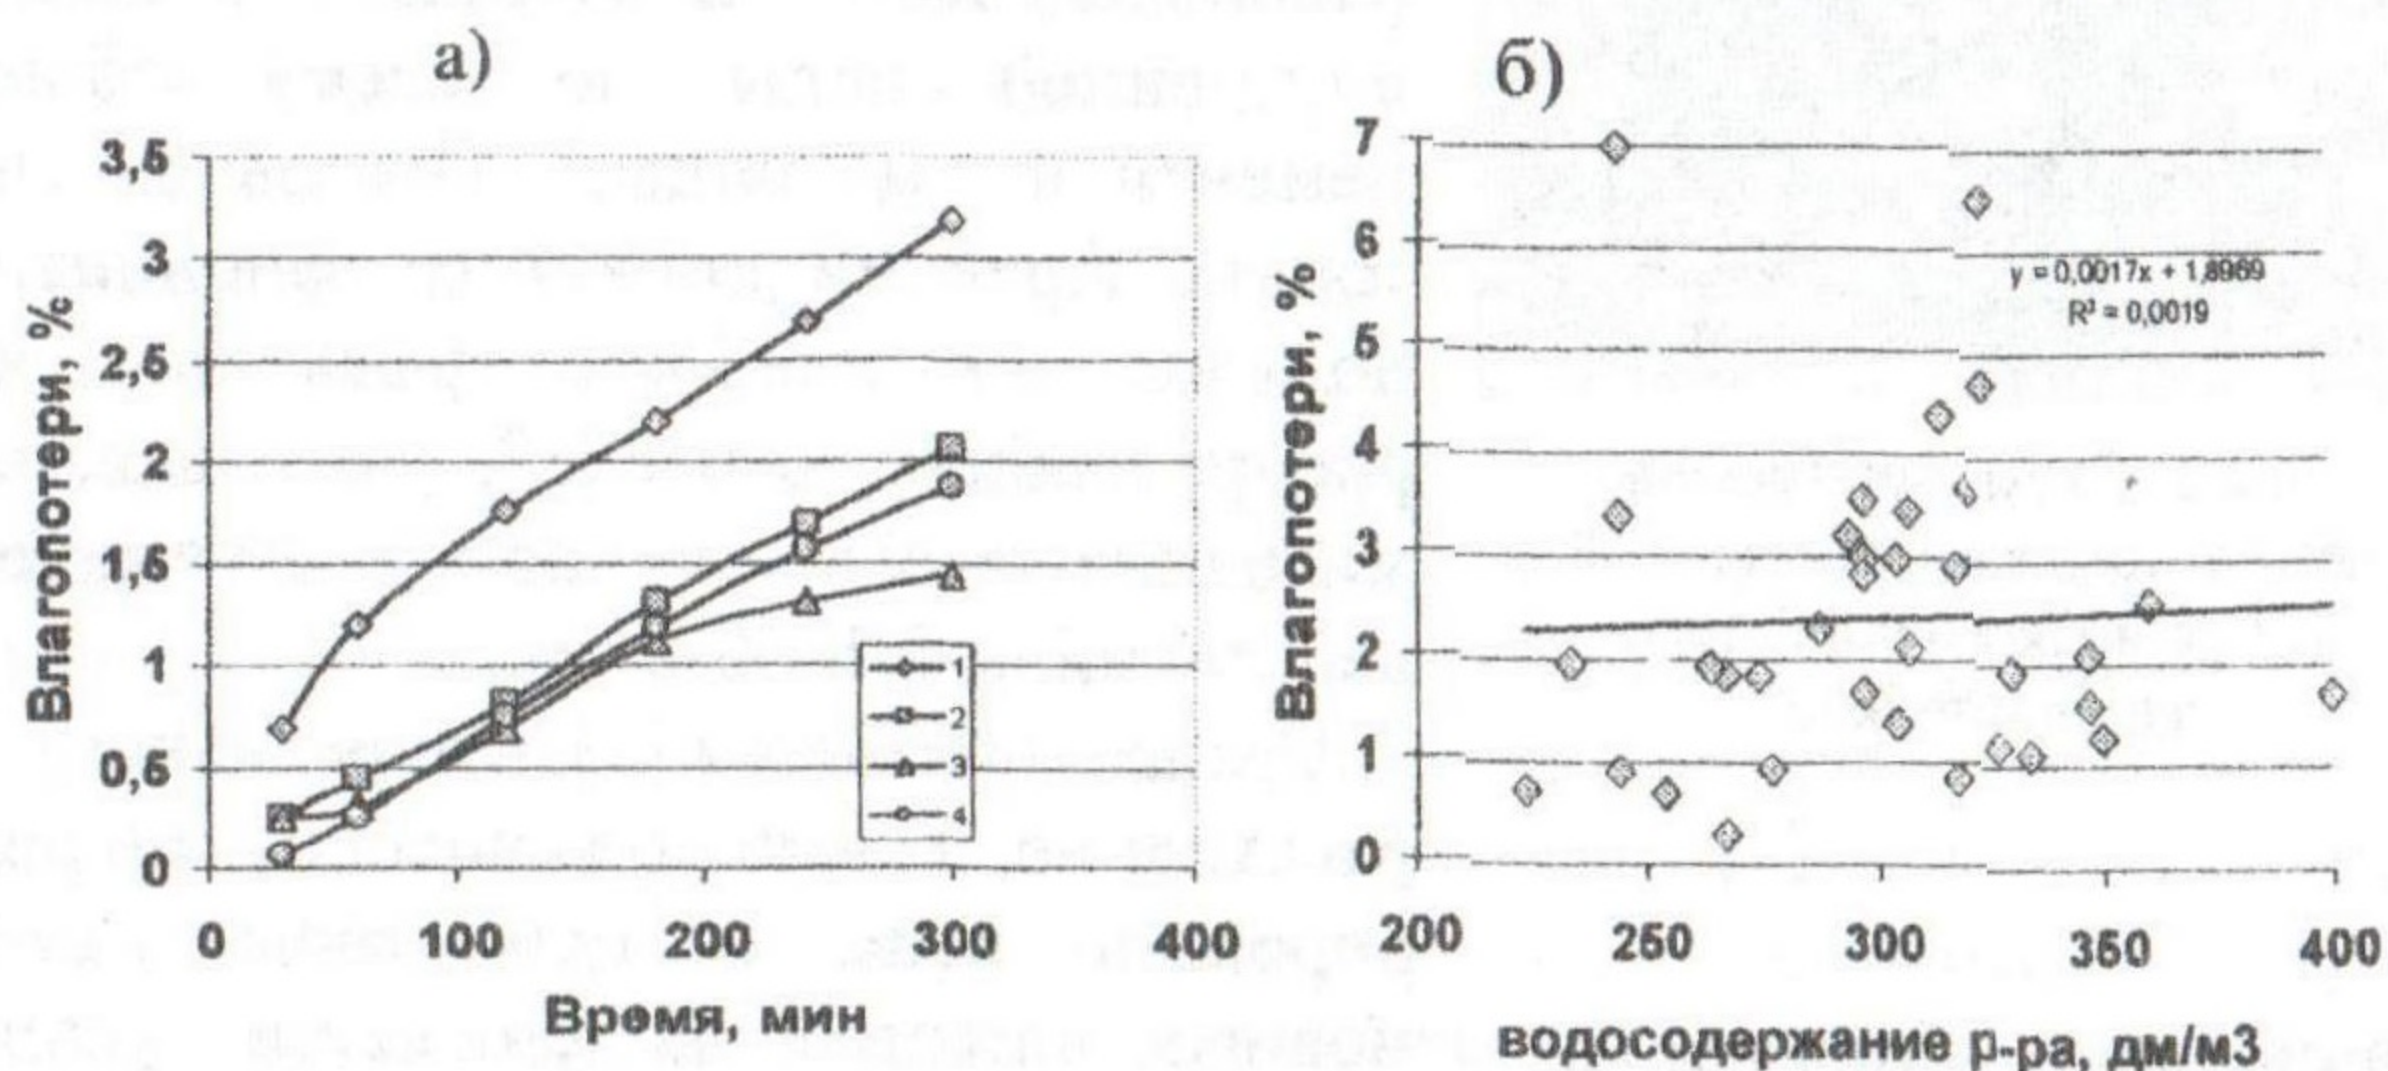 а)
3,5
3
2,5
2
1,5
1
0,5
0
0 100 200 300 400
Влагопотери, %
Время, мин
1
2
3
4
б)
7
6
5
4
3
2
1
0
200 250 300 350 400
Влагопотери, %
y = 0,0017x + 1,8969
R² = 0,0019
водосодержание р-ра, дм/м3